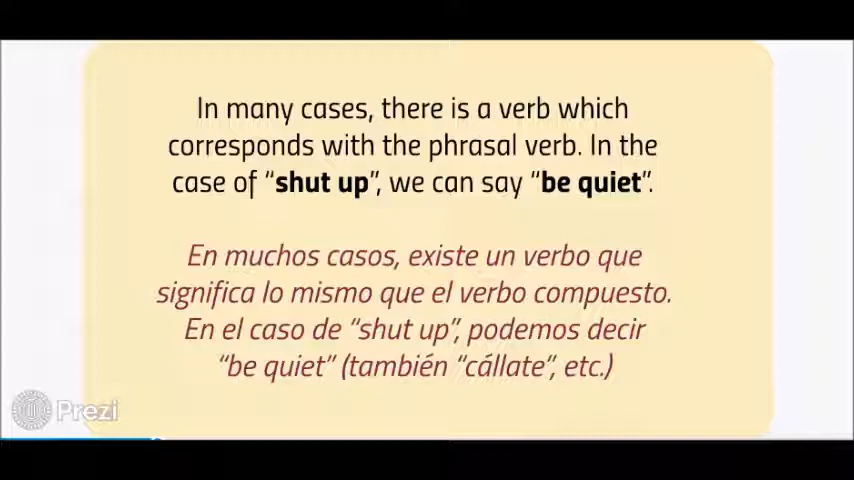 In many cases, there is a verb which
corresponds with the phrasal verb. In the
case of “shut up”, we can say “be quiet”.
En muchos casos, existe un verbo que
significa lo mismo que el verbo compuesto.
En el caso de “shut up”, podemos decir
“be quiet” (también “cállate”, etc.)
Prezi